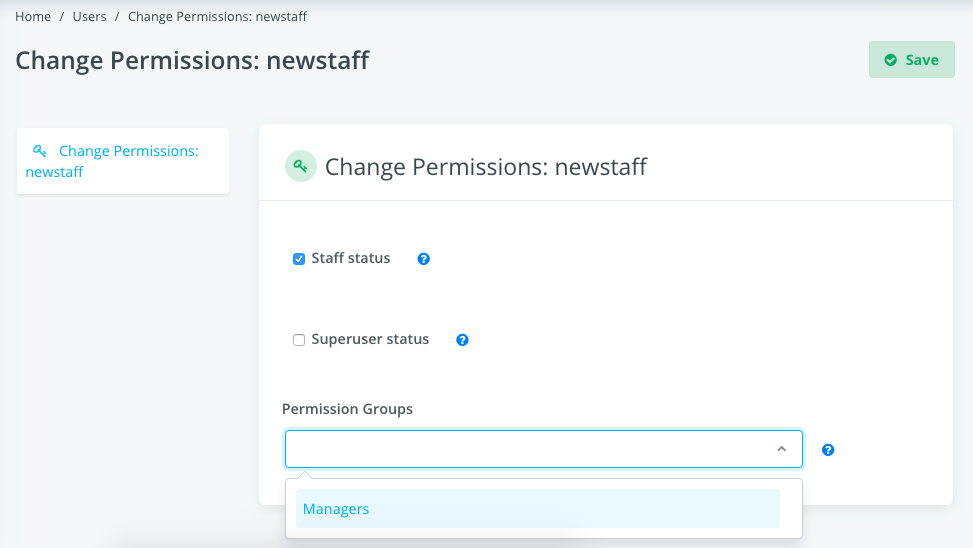 Home / Users / Change Permissions: newstaff
Change Permissions: newstaff
Save
Change Permissions:
newstaff
Change Permissions: newstaff
Staff status
Superuser status
Permission Groups
Managers